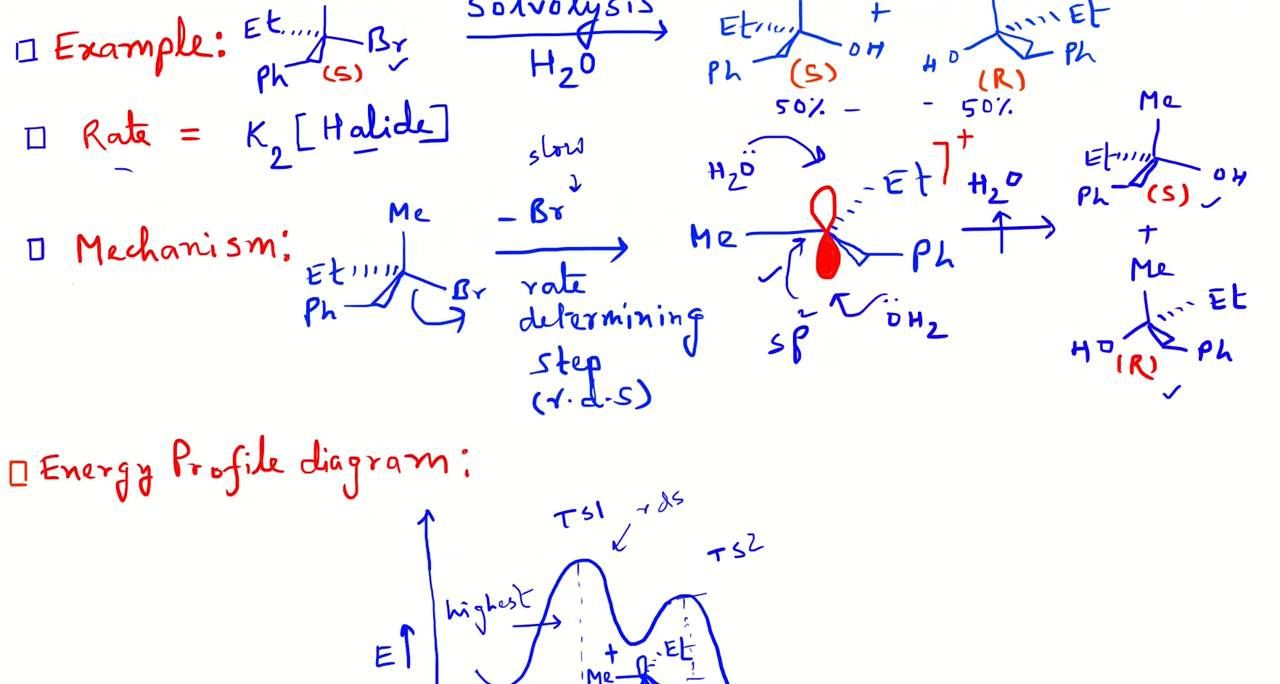 Example: Et Br Ph (S) Solvolysis H2O Et Ph OH (S) + HO Et Ph (R)
50% - - 50%
Rate = K2 [Halide]
Mechanism: Me Et Ph Br
slow
- Br
rate
determining
step
(r.d.s)
H2Ö Me Et ]+ Ph
sp2 ÖH2
H2O
Me Et Ph OH (S)
+
Me Et HO Ph (R)
Energy Profile diagram:
TS1 rds
TS2
highest
E
+ Et
Me